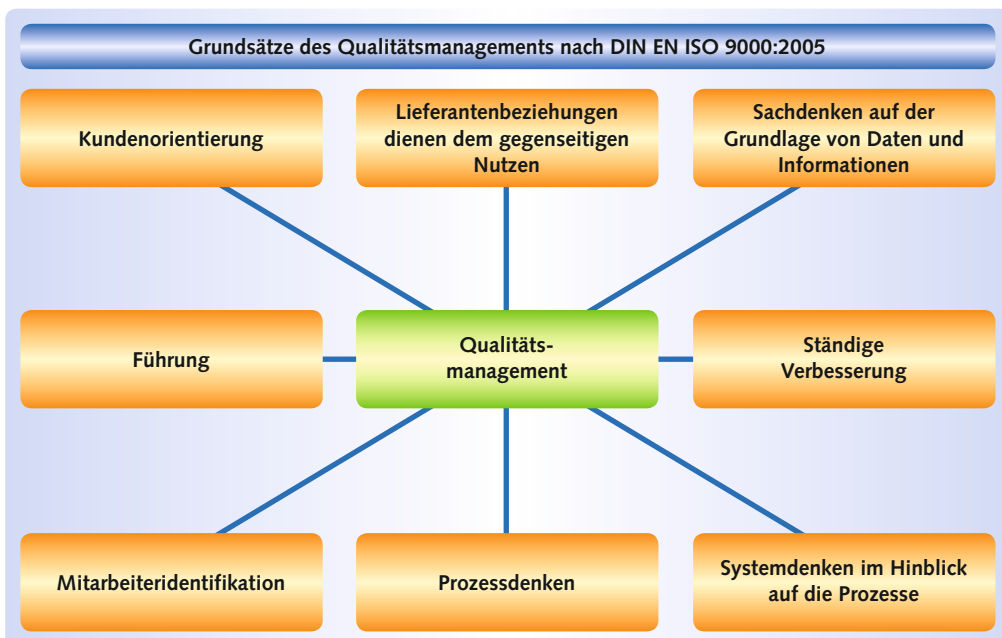 Grundsätze des Qualitätsmanagements nach DIN EN ISO 9000:2005
Kundenorientierung
Lieferantenbeziehungen
dienen dem gegenseitigen
Nutzen
Sachdenken auf der
Grundlage von Daten und
Informationen
Führung
Qualitäts-
management
Ständige
Verbesserung
Mitarbeiteridentifikation
Prozessdenken
Systemdenken im Hinblick
auf die Prozesse